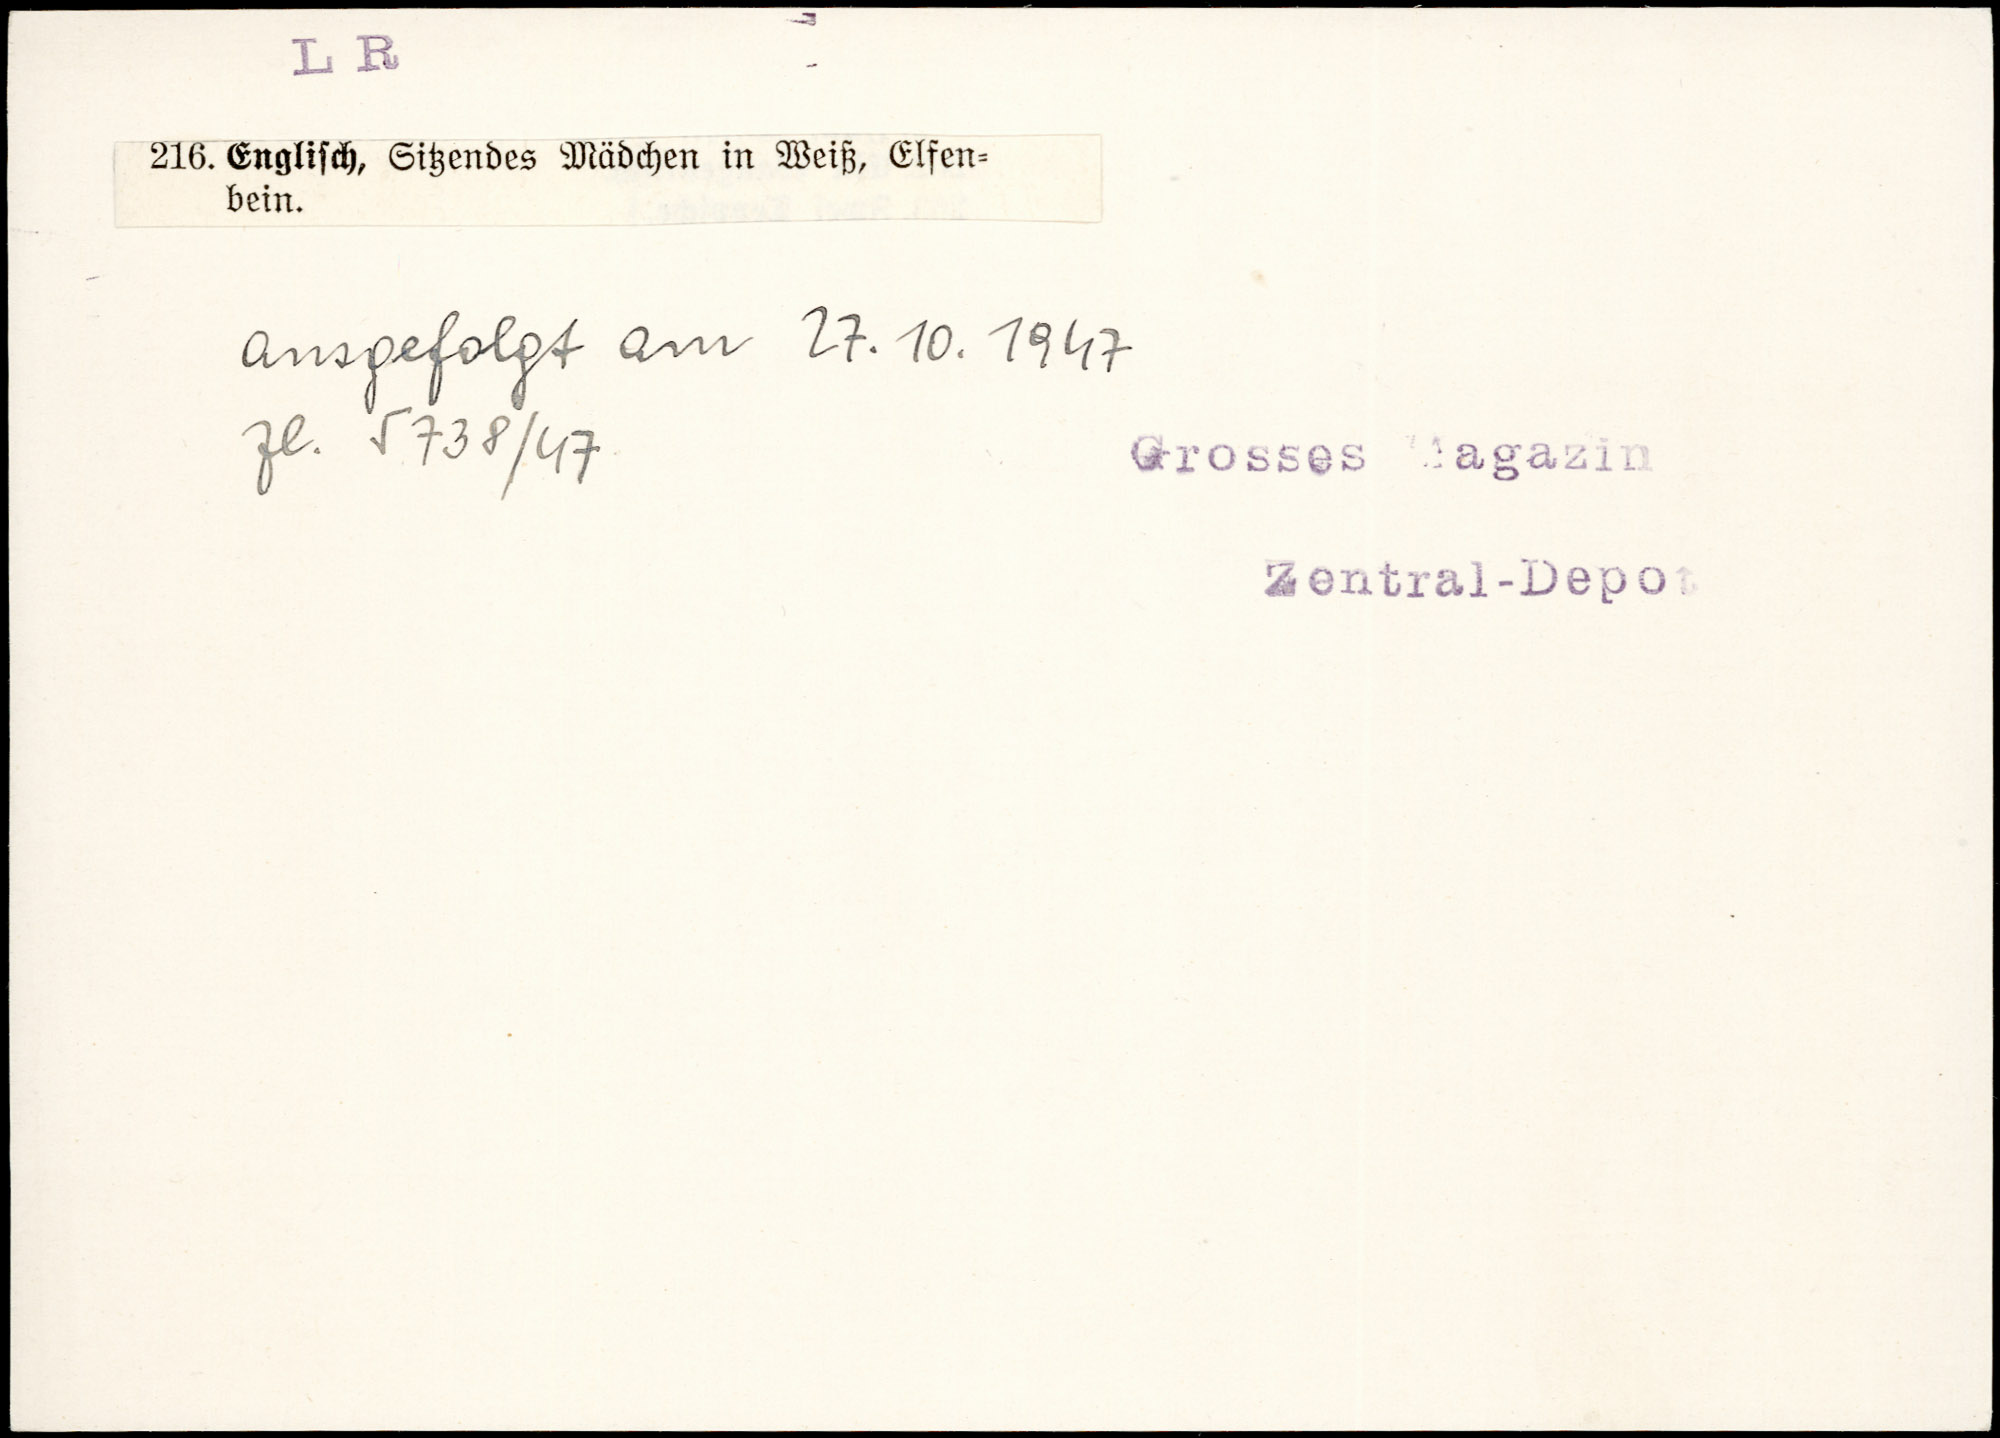 L R
216. Englisch, Sitzendes Mädchen in Weiß, Elfen=
bein.
ausgefolgt am 27. 10. 1947
Zl. 5738/47
Grosses Magazin
Zentral-Depot